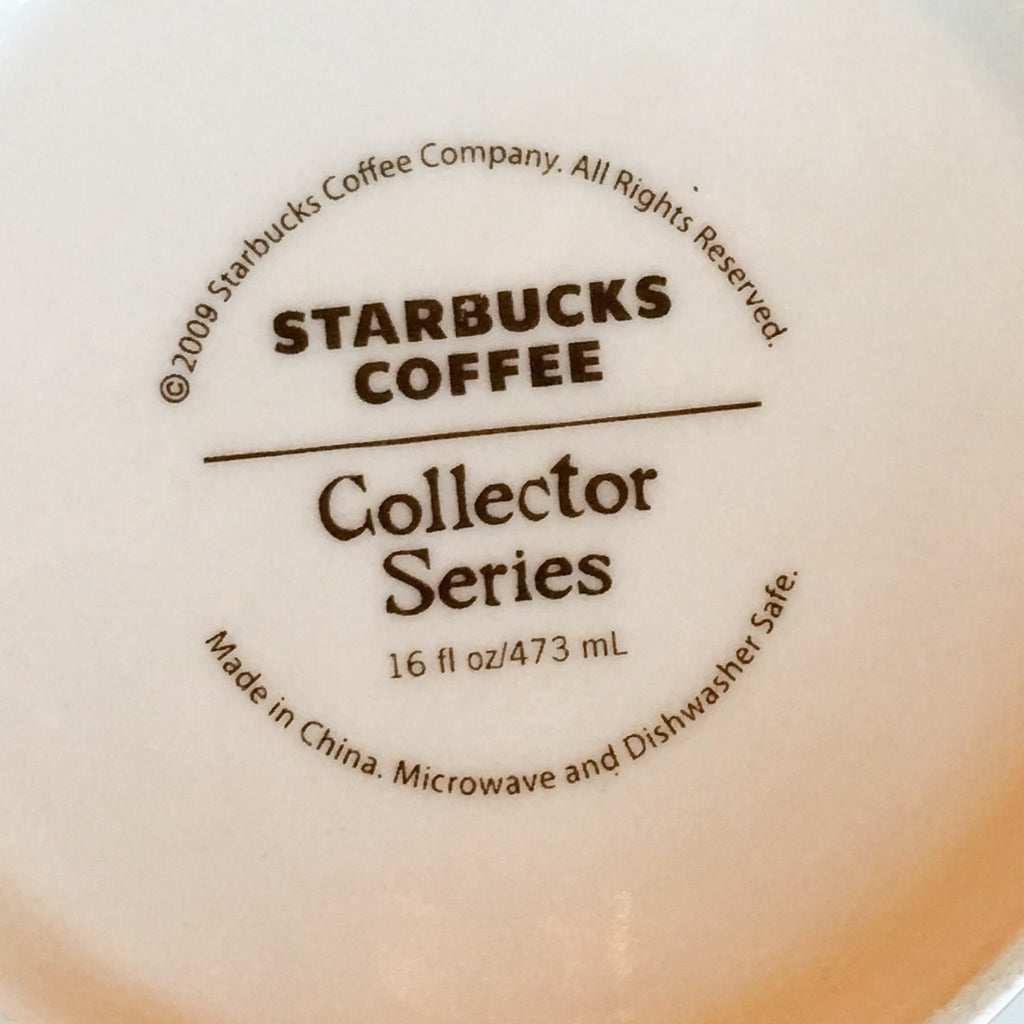 ©2009 Starbucks Coffee Company. All Rights Reserved.
STARBUCKS
COFFEE
Collector
Series
16 fl oz/473 mL
Made in China. Microwave and Dishwasher Safe.